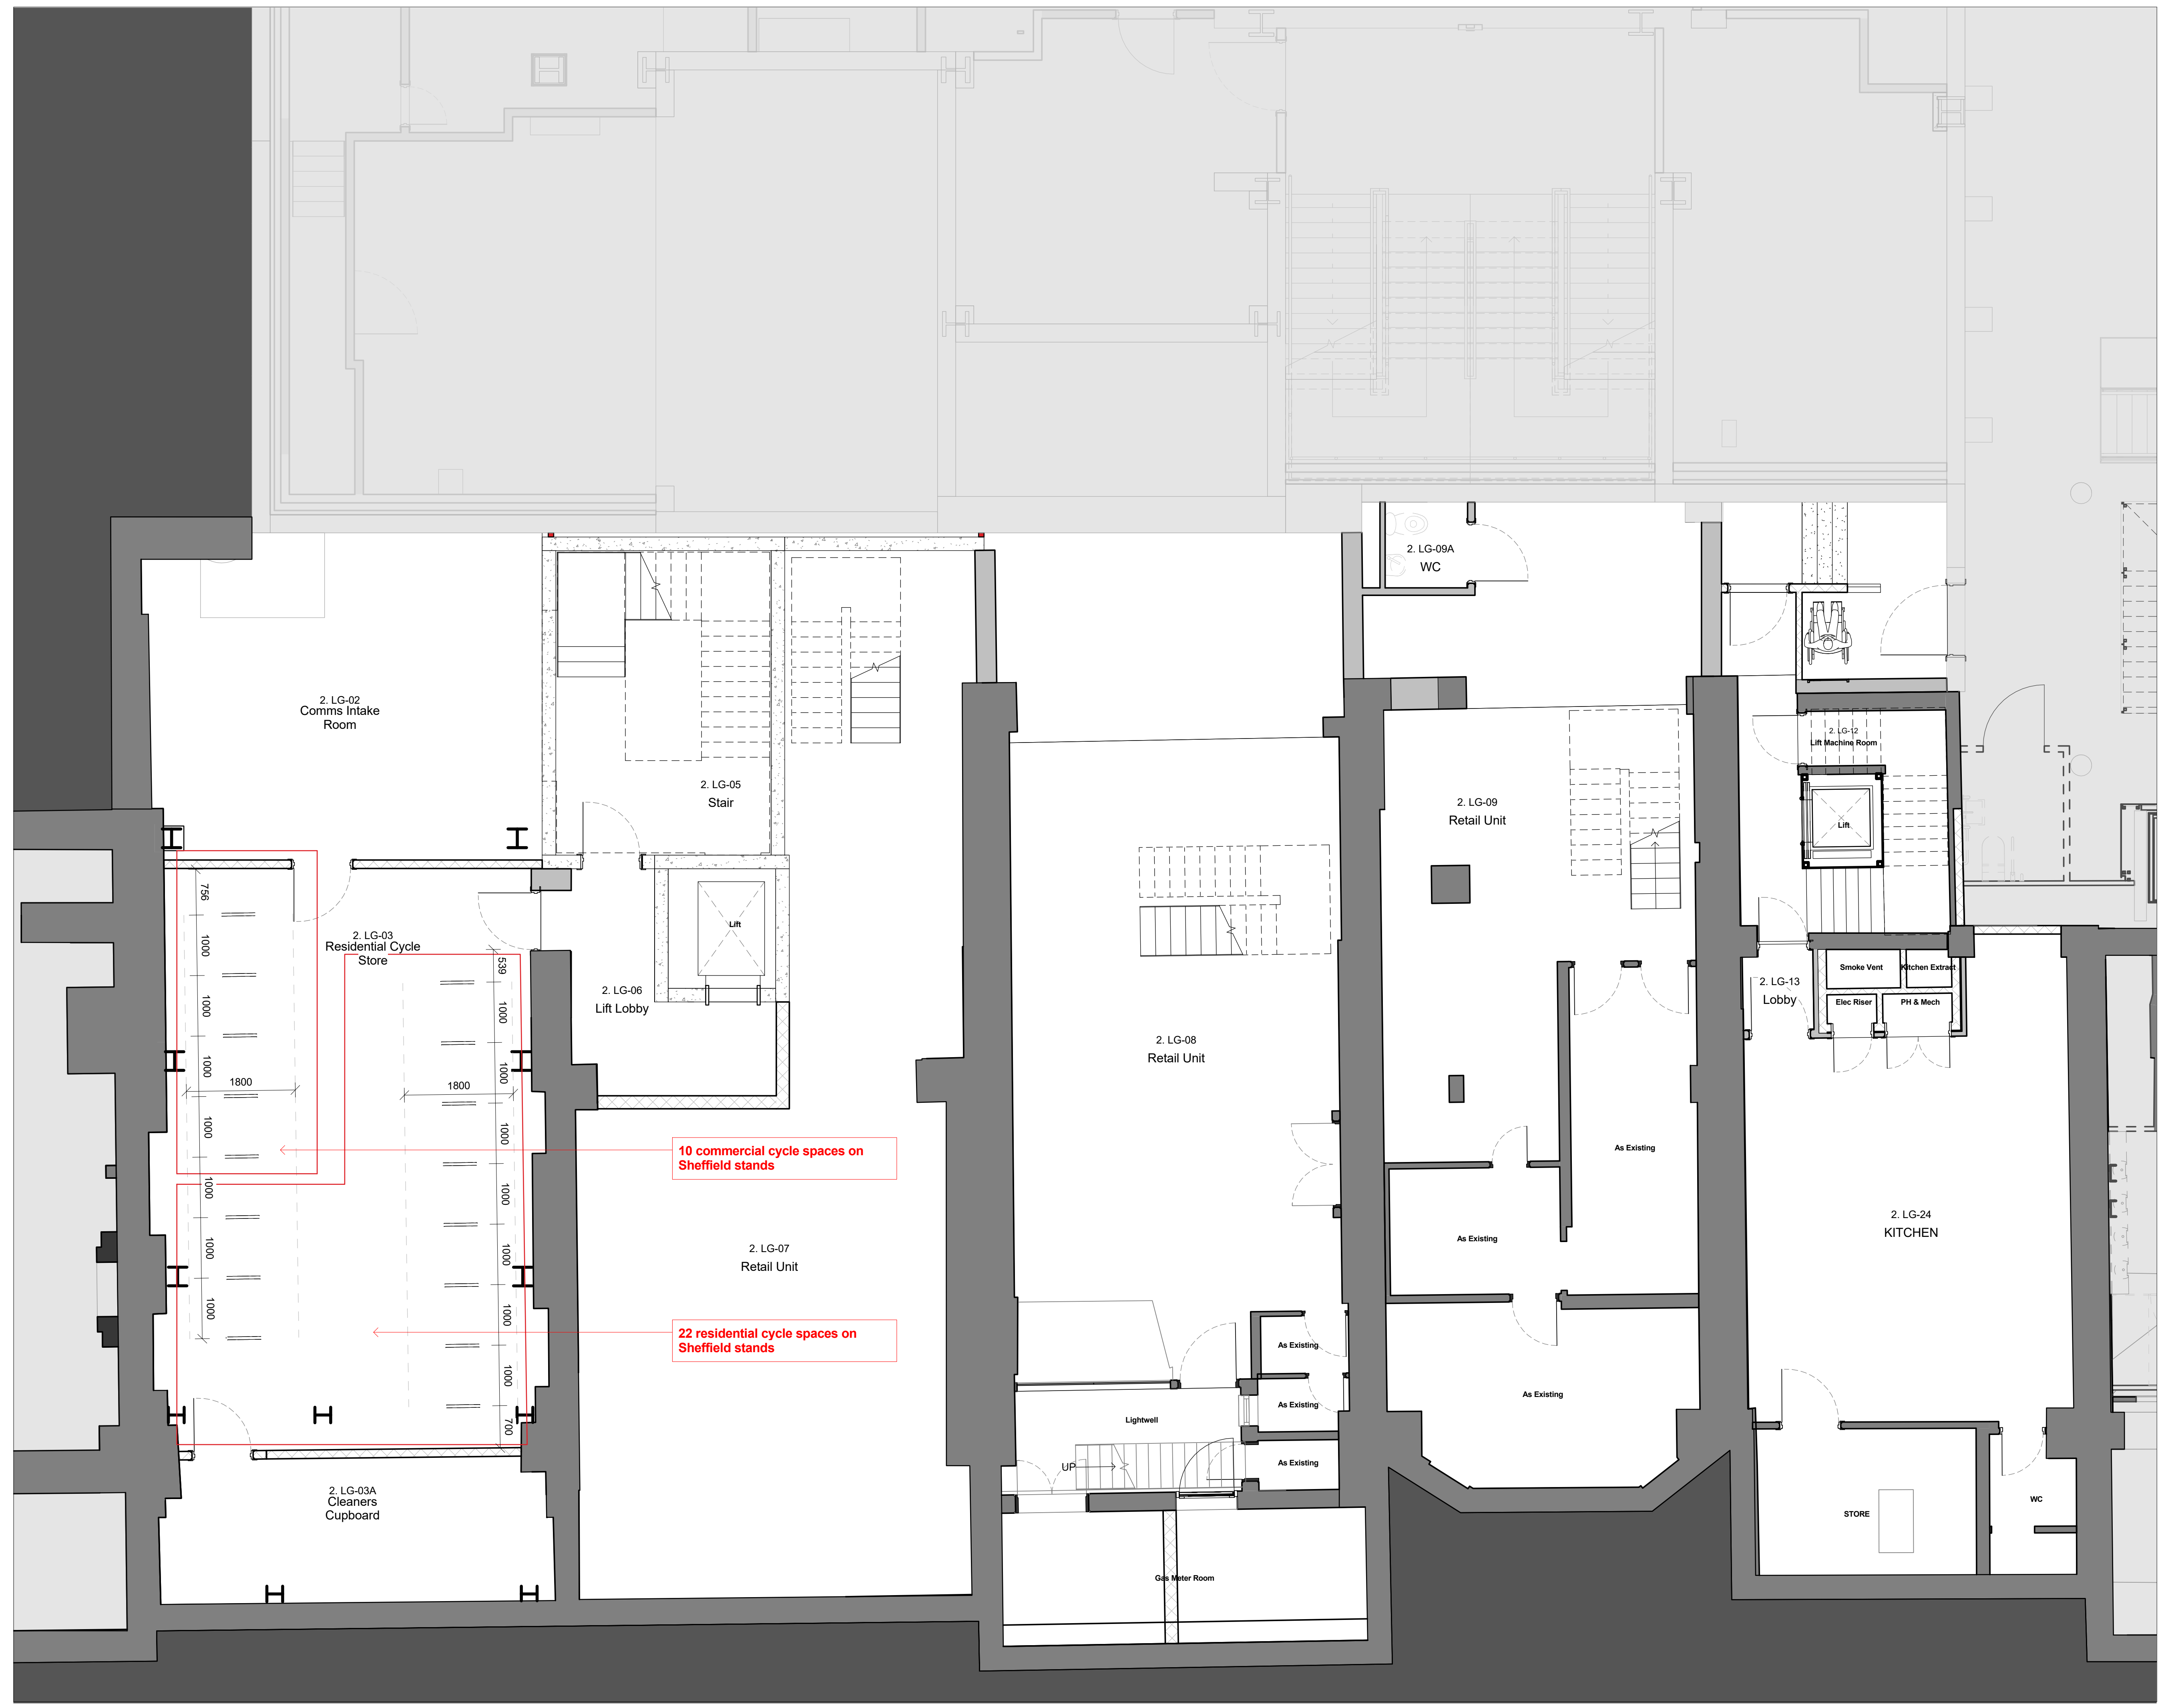 2. LG-09A
WC
2. LG-02
Comms Intake
Room
2. LG-05
Stair
2. LG-12
Lift Machine Room
Lift
2. LG-09
Retail Unit
756
1000
1000
1000
1000
1000
1000
1000
1800
2. LG-03
Residential Cycle
Store
539
1000
1000
1000
1000
1000
1000
1000
700
1800
Lift
2. LG-06
Lift Lobby
2. LG-08
Retail Unit
Smoke Vent
Kitchen Extract
Elec Riser
PH & Mech
2. LG-13
Lobby
10 commercial cycle spaces on
Sheffield stands
As Existing
As Existing
2. LG-24
KITCHEN
2. LG-07
Retail Unit
22 residential cycle spaces on
Sheffield stands
As Existing
As Existing
As Existing
As Existing
Lightwell
UP
2. LG-03A
Cleaners
Cupboard
Gas Meter Room
STORE
WC